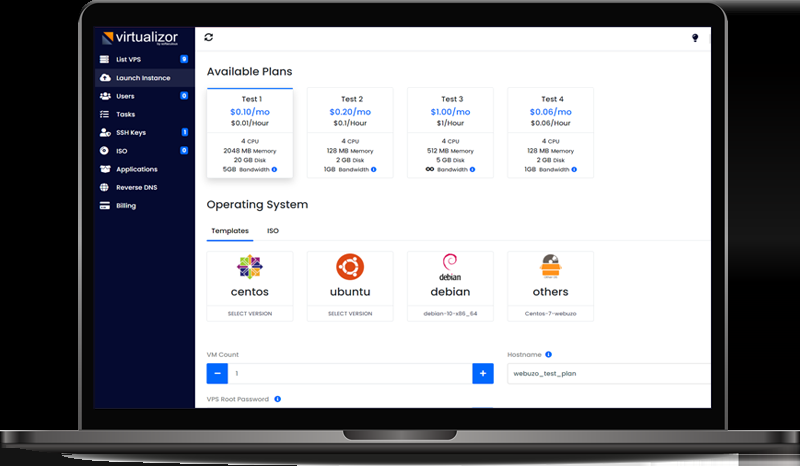 virtualizor
by softaculous
List VPS 9
Launch Instance
Users 0
Tasks
SSH Keys 1
ISO 0
Applications
Reverse DNS
Billing
Available Plans
Test 1
$0.10/mo
$0.01/Hour
4 CPU
2048 MB Memory
20 GB Disk
5GB Bandwidth
Test 2
$0.20/mo
$0.1/Hour
4 CPU
128 MB Memory
2 GB Disk
1GB Bandwidth
Test 3
$1.00/mo
$1/Hour
4 CPU
512 MB Memory
5 GB Disk
∞ Bandwidth
Test 4
$0.06/mo
$0.06/Hour
4 CPU
128 MB Memory
2 GB Disk
1GB Bandwidth
Operating System
Templates ISO
centos
SELECT VERSION
ubuntu
SELECT VERSION
debian
debian
debian-10-x86_64
others
Centos-7-webuzo
VM Count
− 1 +
Hostname
webuzo_test_plan
VPS Root Password